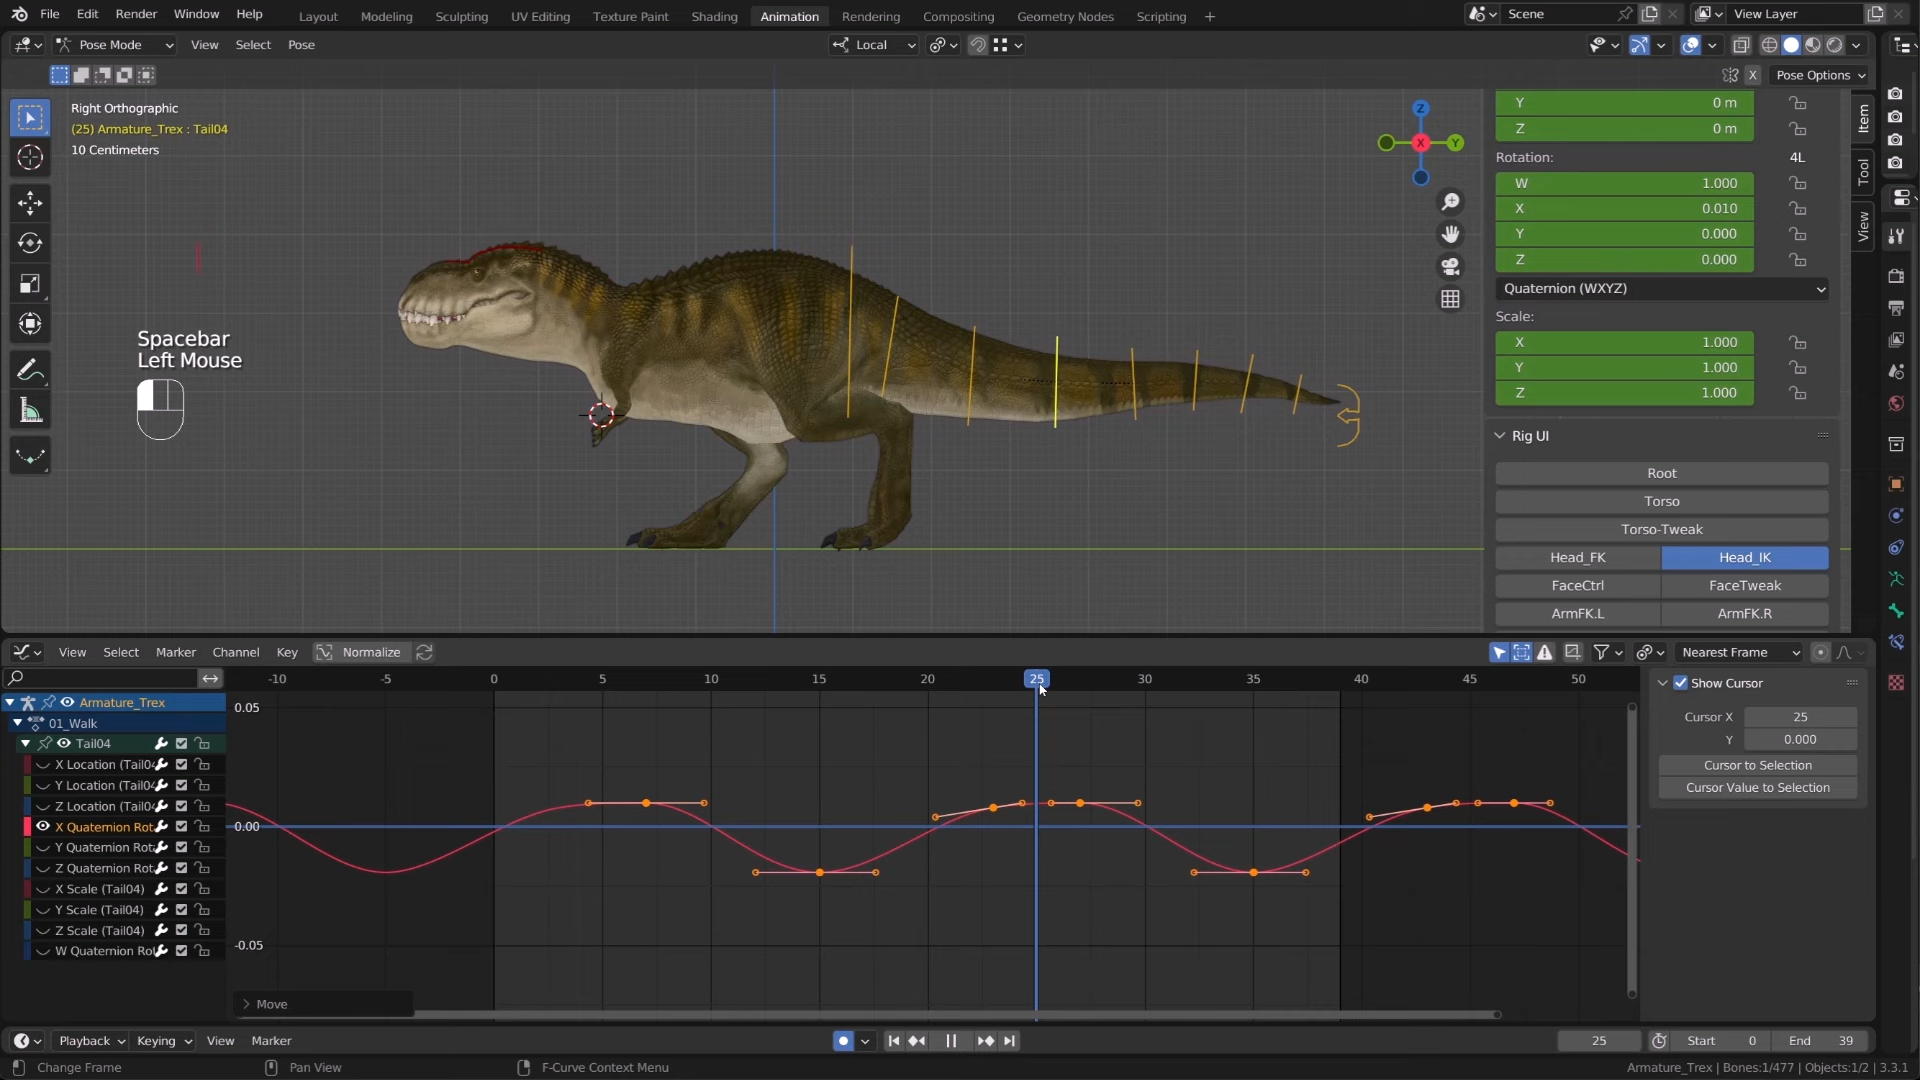 File Edit Render Window Help Layout Modeling Sculpting UV Editing Texture Paint Shading Animation Rendering Compositing Geometry Nodes Scripting + Scene View Layer
Pose Mode View Select Pose Local
X Pose Options
Right Orthographic
(25) Armature_Trex : Tail04
10 Centimeters
Spacebar
Left Mouse
Z
X
Y
Y 0 m
Z 0 m
Rotation: 4L
W 1.000
X 0.010
Y 0.000
Z 0.000
Quaternion (WXYZ)
Scale:
X 1.000
Y 1.000
Z 1.000
Rig UI
Root
Torso
Torso-Tweak
Head_FK Head_IK
FaceCtrl FaceTweak
ArmFK.L ArmFK.R
Item
Tool
View
View Select Marker Channel Key Normalize Nearest Frame
-10 -5 0 5 10 15 20 25 30 35 40 45 50
Armature_Trex
01_Walk
Tail04
X Location (Tail04
Y Location (Tail04
Z Location (Tail04
X Quaternion Rot
Y Quaternion Rot
Z Quaternion Rot
X Scale (Tail04)
Y Scale (Tail04)
Z Scale (Tail04)
W Quaternion Rot
0.05
0.00
-0.05
Move
Show Cursor
Cursor X 25
Y 0.000
Cursor to Selection
Cursor Value to Selection
Playback Keying View Marker 25 Start 0 End 39
Change Frame Pan View F-Curve Context Menu Armature_Trex | Bones:1/477 | Objects:1/2 | 3.3.1